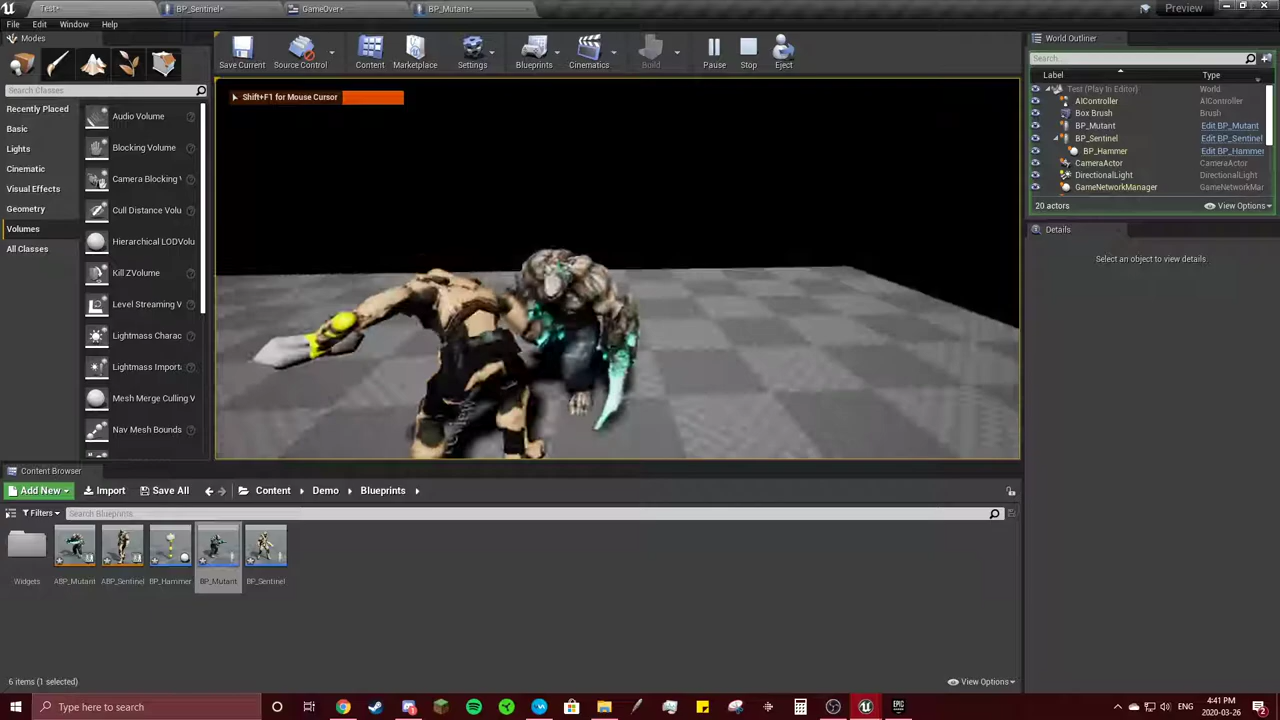 Test*
BP_Sentinel*
GameOver*
BP_Mutant*
Preview
File
Edit
Window
Help
Modes
Search Classes
Recently Placed
Basic
Lights
Cinematic
Visual Effects
Geometry
Volumes
All Classes
Audio Volume
Blocking Volume
Camera Blocking V
Cull Distance Volu
Hierarchical LODVolu
Kill ZVolume
Level Streaming V
Lightmass Charac
Lightmass Import
Mesh Merge Culling V
Nav Mesh Bounds
Save Current
Source Control
Content
Marketplace
Settings
Blueprints
Cinematics
Build
Pause
Stop
Eject
Shift+F1 for Mouse Cursor
World Outliner
Search...
Label
Type
Test (Play In Editor)
World
AIController
AIController
Box Brush
Brush
BP_Mutant
Edit BP_Mutant
BP_Sentinel
Edit BP_Sentinel
BP_Hammer
Edit BP_Hammer
CameraActor
CameraActor
DirectionalLight
DirectionalLight
GameNetworkManager
GameNetworkMar
20 actors
View Options
Details
Select an object to view details.
Content Browser
Add New
Import
Save All
Content
Demo
Blueprints
Filters
Search Blueprints
Widgets
ABP_Mutant
ABP_Sentinel
BP_Hammer
BP_Mutant
BP_Sentinel
6 items (1 selected)
View Options
Type here to search
ENG
4:41 PM
2020-03-26
2